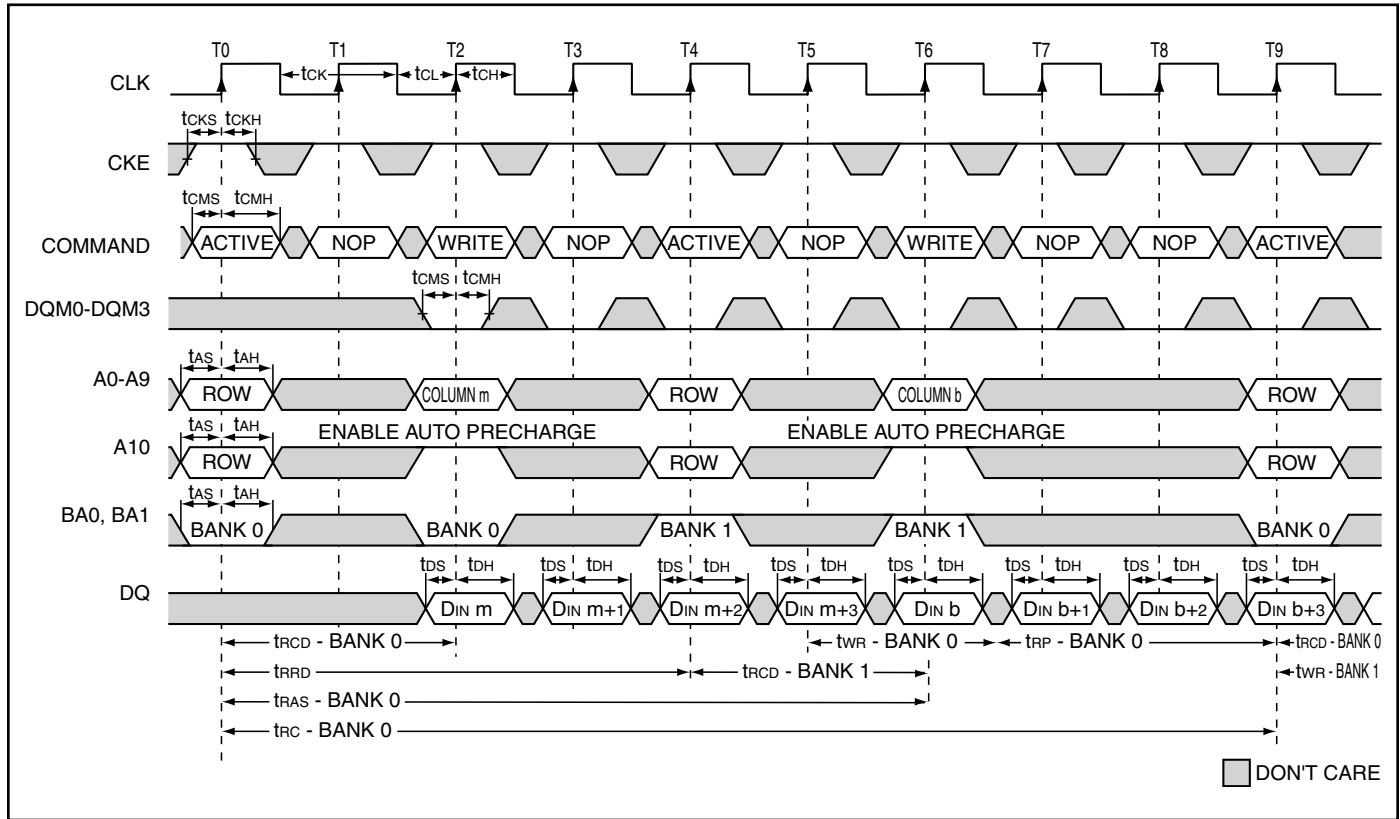 T0 T1 T2 T3 T4 T5 T6 T7 T8 T9
CLK tCK tCL tCH
tCKS tCKH
CKE
tCMS tCMH
COMMAND ACTIVE NOP WRITE NOP ACTIVE NOP WRITE NOP NOP ACTIVE
tCMS tCMH
DQM0-DQM3
tAS tAH
A0-A9 ROW COLUMN m ROW COLUMN b ROW
tAS tAH ENABLE AUTO PRECHARGE ENABLE AUTO PRECHARGE
A10 ROW ROW ROW
tAS tAH
BA0, BA1 BANK 0 BANK 0 BANK 1 BANK 1 BANK 0
tDS tDH tDS tDH tDS tDH tDS tDH tDS tDH tDS tDH tDS tDH tDS tDH
DQ DIN m DIN m+1 DIN m+2 DIN m+3 DIN b DIN b+1 DIN b+2 DIN b+3
tRCD - BANK 0 tWR - BANK 0 tRP - BANK 0 tRCD - BANK 0
tRRD tRCD - BANK 1 tWR - BANK 1
tRAS - BANK 0
tRC - BANK 0
DON'T CARE